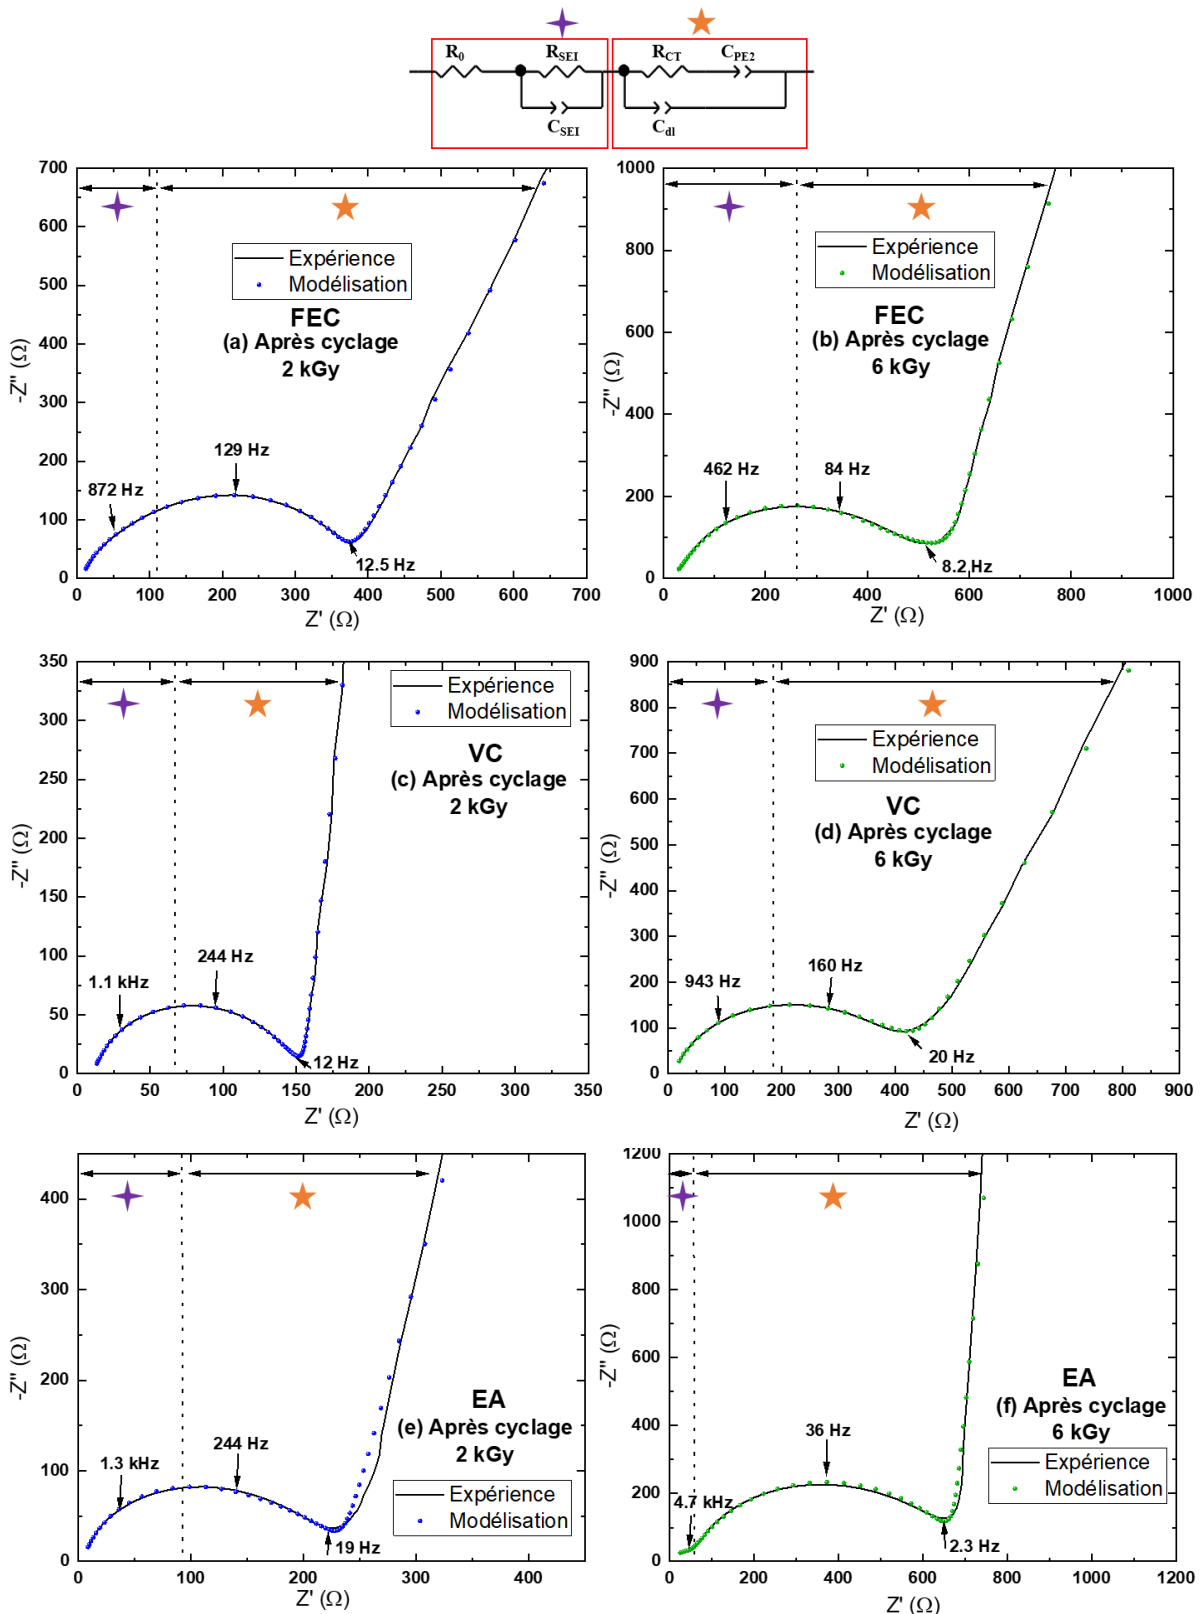 R0 RSEI RCT CPE2
CSEI Cdl
700
600
500
400
300
200
100
0
-Z'' (Ω)
Expérience
Modélisation
FEC
(a) Après cyclage
2 kGy
129 Hz
872 Hz
12.5 Hz
0 100 200 300 400 500 600 700
Z' (Ω)
1000
800
600
400
200
0
-Z'' (Ω)
Expérience
Modélisation
FEC
(b) Après cyclage
6 kGy
462 Hz
84 Hz
8.2 Hz
0 200 400 600 800 1000
Z' (Ω)
350
300
250
200
150
100
50
0
-Z'' (Ω)
Expérience
Modélisation
VC
(c) Après cyclage
2 kGy
244 Hz
1.1 kHz
12 Hz
0 50 100 150 200 250 300 350
Z' (Ω)
900
800
700
600
500
400
300
200
100
0
-Z'' (Ω)
Expérience
Modélisation
VC
(d) Après cyclage
6 kGy
943 Hz
160 Hz
20 Hz
0 100 200 300 400 500 600 700 800 900
Z' (Ω)
400
300
200
100
0
-Z'' (Ω)
EA
(e) Après cyclage
2 kGy
244 Hz
1.3 kHz
Expérience
Modélisation
19 Hz
0 100 200 300 400
Z' (Ω)
1200
1000
800
600
400
200
0
-Z'' (Ω)
EA
(f) Après cyclage
6 kGy
36 Hz
Expérience
Modélisation
4.7 kHz
2.3 Hz
0 200 400 600 800 1000 1200
Z' (Ω)